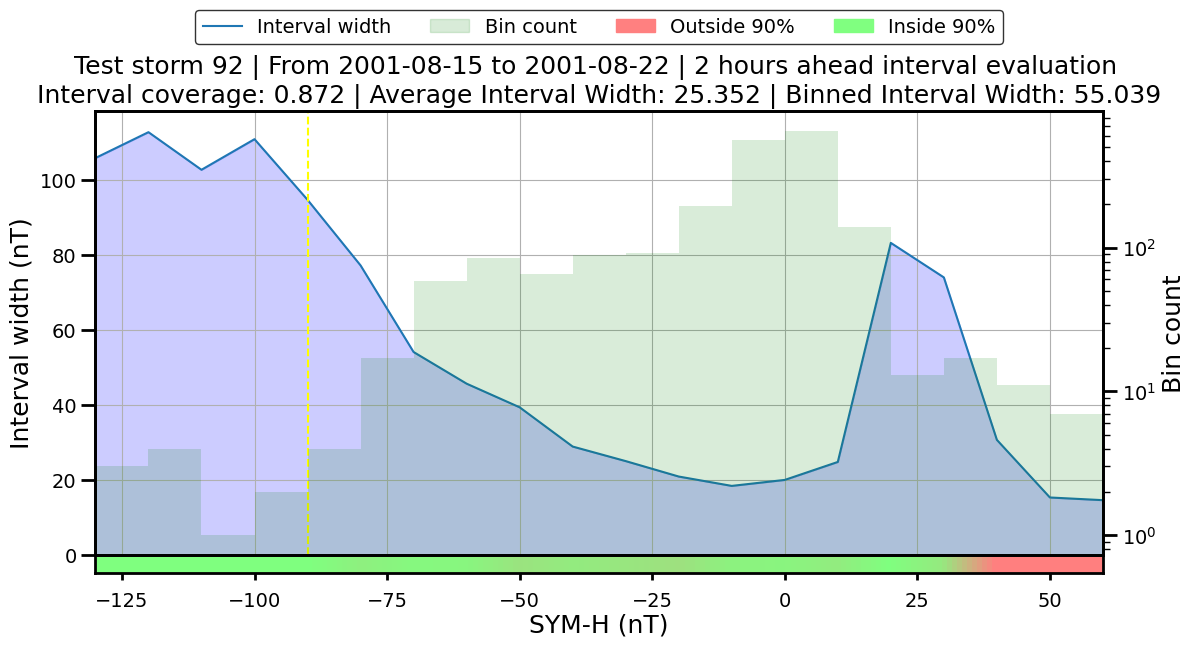 Interval width Bin count Outside 90% Inside 90%
Test storm 92 | From 2001-08-15 to 2001-08-22 | 2 hours ahead interval evaluation
Interval coverage: 0.872 | Average Interval Width: 25.352 | Binned Interval Width: 55.039
Interval width (nT)
100
80
60
40
20
0
10²
10¹
10⁰
Bin count
−125 −100 −75 −50 −25 0 25 50
SYM-H (nT)